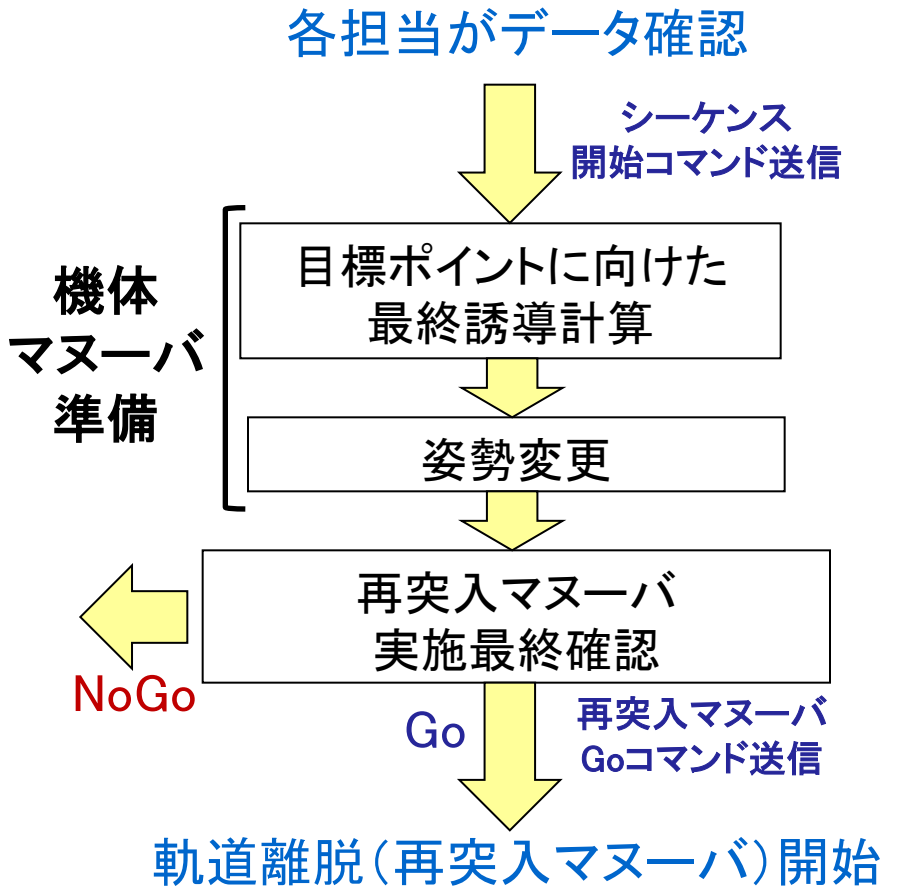 各担当がデータ確認
シーケンス
開始コマンド送信
機体
マヌーバ
準備
目標ポイントに向けた
最終誘導計算
姿勢変更
再突入マヌーバ
実施最終確認
NoGo
Go
再突入マヌーバ
Goコマンド送信
軌道離脱（再突入マヌーバ）開始